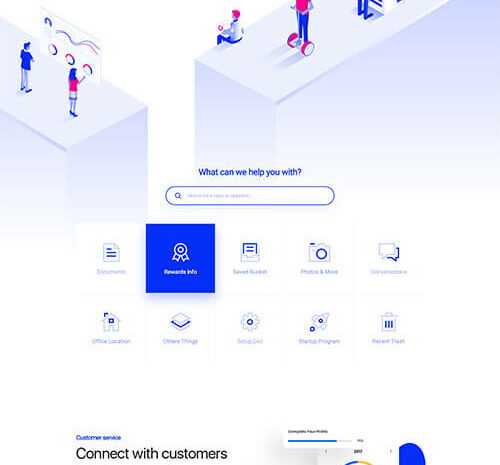 What can we help you with?
Search for a topic or question...
Documents
Rewards Info
Saved Bucket
Photos & More
Conversations
Office Location
Others Things
Setup Doc
Startup Program
Recent Trash
Customer service
Connect with customers
Complete Your Profile
75%
2017